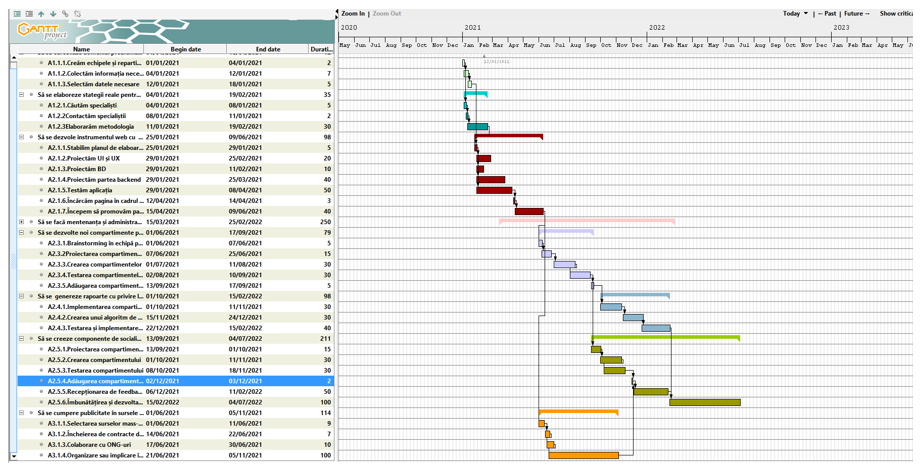 Zoom In | Zoom Out
Today ▾ | ←Past | Future→ Show critic
GANTT
project
2020 2021 2022 2023
May Jun Jul Aug Sep Oct Nov Dec Jan Feb Mar Apr May Jun Jul Aug Sep Oct Nov Dec Jan Feb Mar Apr May Jun Jul Aug Sep Oct Nov Dec Jan Feb Mar Apr May Jun Jul Aug
Name Begin date End date Durati...
A1.1.1.Creăm echipele și reparti... 01/01/2021 04/01/2021 2
A1.1.2.Colectăm informația nece... 04/01/2021 12/01/2021 7
A1.1.3.Selectăm datele necesare 12/01/2021 18/01/2021 5
Să se elaboreze stategii reale pentr... 04/01/2021 19/02/2021 35
A1.2.1.Căutăm specialiști 04/01/2021 08/01/2021 5
A1.2.2Contactăm specialiștii 08/01/2021 11/01/2021 2
A1.2.3Elaborarăm metodologia 11/01/2021 19/02/2021 30
Să se dezvole instrumentul web cu ... 25/01/2021 09/06/2021 98
A2.1.1.Stabilim planul de elaboar... 25/01/2021 29/01/2021 5
A2.1.2.Proiectăm UI și UX 29/01/2021 25/02/2021 20
A2.1.3.Proiectăm BD 29/01/2021 11/02/2021 10
A2.1.4.Proiectăm partea backend 29/01/2021 25/03/2021 40
A2.1.5.Testăm aplicația 29/01/2021 08/04/2021 50
A2.1.6.Încărcăm pagina în cadrul ... 12/04/2021 14/04/2021 3
A2.1.7.Începem să promovăm pa... 15/04/2021 09/06/2021 40
Să se facă mentenanța și administra... 15/03/2021 25/02/2022 250
Să se dezvolte noi compartimente p... 01/06/2021 17/09/2021 79
A2.3.1.Brainstorming în echipă p... 01/06/2021 07/06/2021 5
A2.3.2Proiectarea compartimen... 07/06/2021 25/06/2021 15
A2.3.3.Crearea compartimentelor 01/07/2021 11/08/2021 30
A2.3.4.Testarea compartimentel... 02/08/2021 10/09/2021 30
A2.3.5.Adăugarea compartiment... 13/09/2021 17/09/2021 5
Să se genereze rapoarte cu privire l... 01/10/2021 15/02/2022 98
A2.4.1.Implementarea comparti... 01/10/2021 11/11/2021 30
A2.4.2.Crearea unui algoritm de ... 15/11/2021 24/12/2021 30
A2.4.3.Testarea și implementare... 22/12/2021 15/02/2022 40
Să se creeze componente de sociali... 13/09/2021 04/07/2022 211
A2.5.1.Proiectarea compartimen... 13/09/2021 01/10/2021 15
A2.5.2.Crearea compartimentului 01/10/2021 11/11/2021 30
A2.5.3.Testarea compartimentului 08/10/2021 18/11/2021 30
A2.5.4.Adăugarea compartiment... 02/12/2021 03/12/2021 2
A2.5.5.Recepționarea de feedba... 06/12/2021 11/02/2022 50
A2.5.6.Îmbunătățirea și dezvolta... 15/02/2022 04/07/2022 100
Să se cumpere publicitate în sursele ... 01/06/2021 05/11/2021 114
A3.1.1.Selectarea surselor mass-... 01/06/2021 11/06/2021 9
A3.1.2.Încheierea de contracte d... 14/06/2021 22/06/2021 7
A3.1.3.Colaborare cu ONG-uri 17/06/2021 30/06/2021 10
A3.1.4.Organizare sau implicare i... 21/06/2021 05/11/2021 100